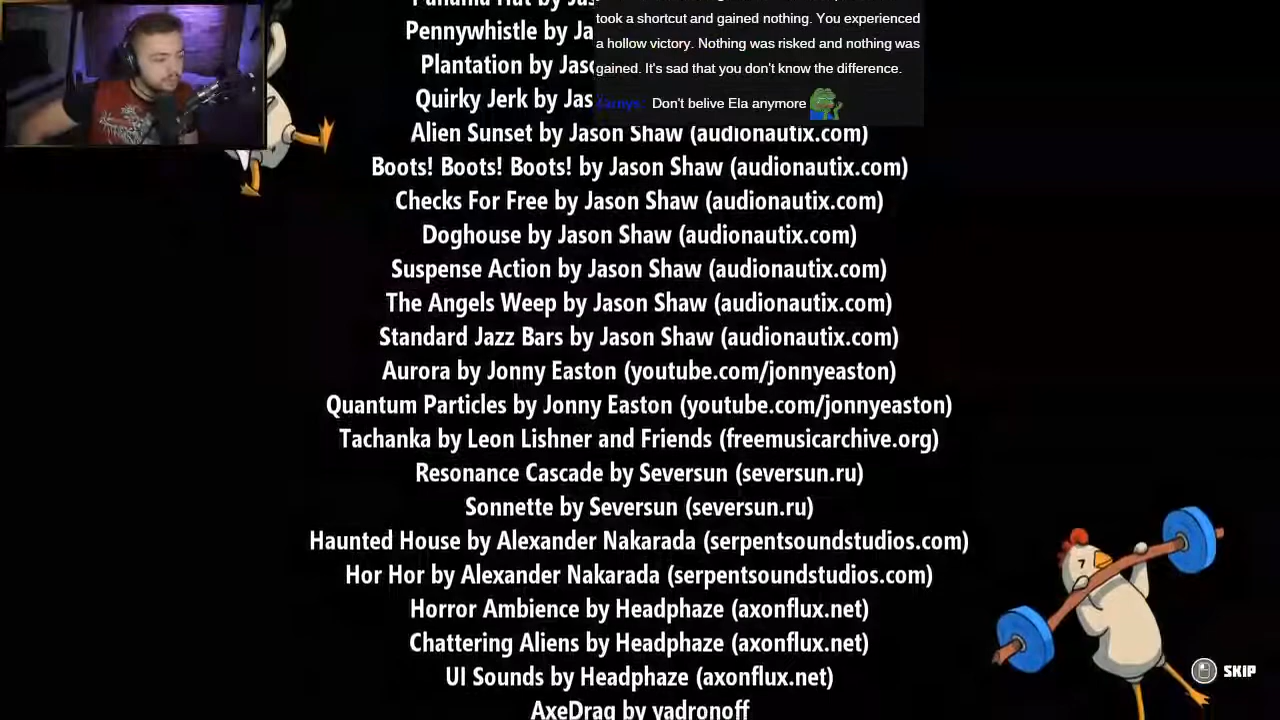 took a shortcut and gained nothing. You experienced
a hollow victory. Nothing was risked and nothing was
gained. It's sad that you don't know the difference.
Don't belive Ela anymore
Pennywhistle by Ja
Plantation by Jas
Quirky Jerk by Jas
Alien Sunset by Jason Shaw (audionautix.com)
Boots! Boots! Boots! by Jason Shaw (audionautix.com)
Checks For Free by Jason Shaw (audionautix.com)
Doghouse by Jason Shaw (audionautix.com)
Suspense Action by Jason Shaw (audionautix.com)
The Angels Weep by Jason Shaw (audionautix.com)
Standard Jazz Bars by Jason Shaw (audionautix.com)
Aurora by Jonny Easton (youtube.com/jonnyeaston)
Quantum Particles by Jonny Easton (youtube.com/jonnyeaston)
Tachanka by Leon Lishner and Friends (freemusicarchive.org)
Resonance Cascade by Seversun (seversun.ru)
Sonnette by Seversun (seversun.ru)
Haunted House by Alexander Nakarada (serpentsoundstudios.com)
Hor Hor by Alexander Nakarada (serpentsoundstudios.com)
Horror Ambience by Headphaze (axonflux.net)
Chattering Aliens by Headphaze (axonflux.net)
UI Sounds by Headphaze (axonflux.net)
AxeDrag by yadronoff
SKIP